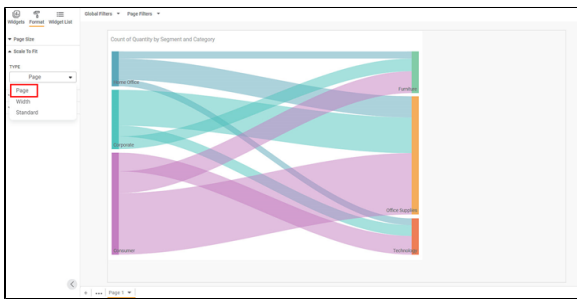 Global Filters Page Filters
Widgets Format Widget List
Page Size
Scale To Fit
TYPE
Page
Page
Width
Standard
Count of Quantity by Segment and Category
Home Office
Furniture
Corporate
Office Supplies
Consumer
Technology
+ ••• Page 1